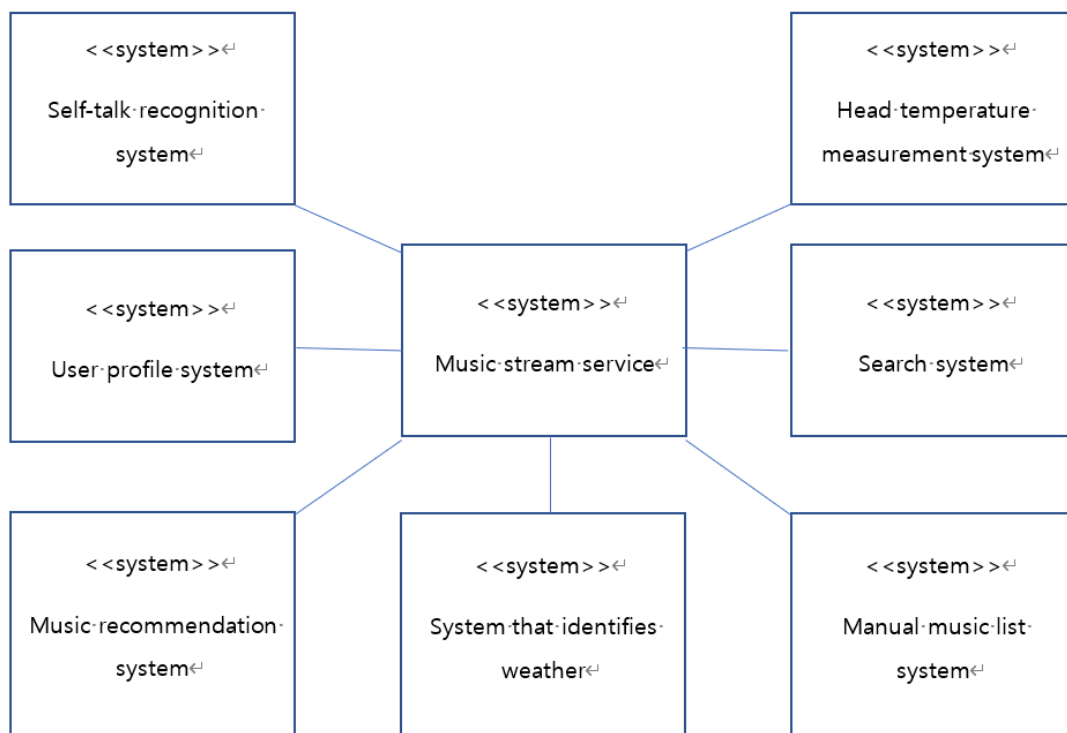 <<system>>↵
Self-talk·recognition·
system↵
<<system>>↵
Head·temperature·
measurement·system↵
<<system>>↵
User·profile·system↵
<<system>>↵
Music·stream·service↵
<<system>>↵
Search·system↵
<<system>>↵
Music·recommendation·
system↵
<<system>>↵
System·that·identifies·
weather↵
<<system>>↵
Manual·music·list·
system↵